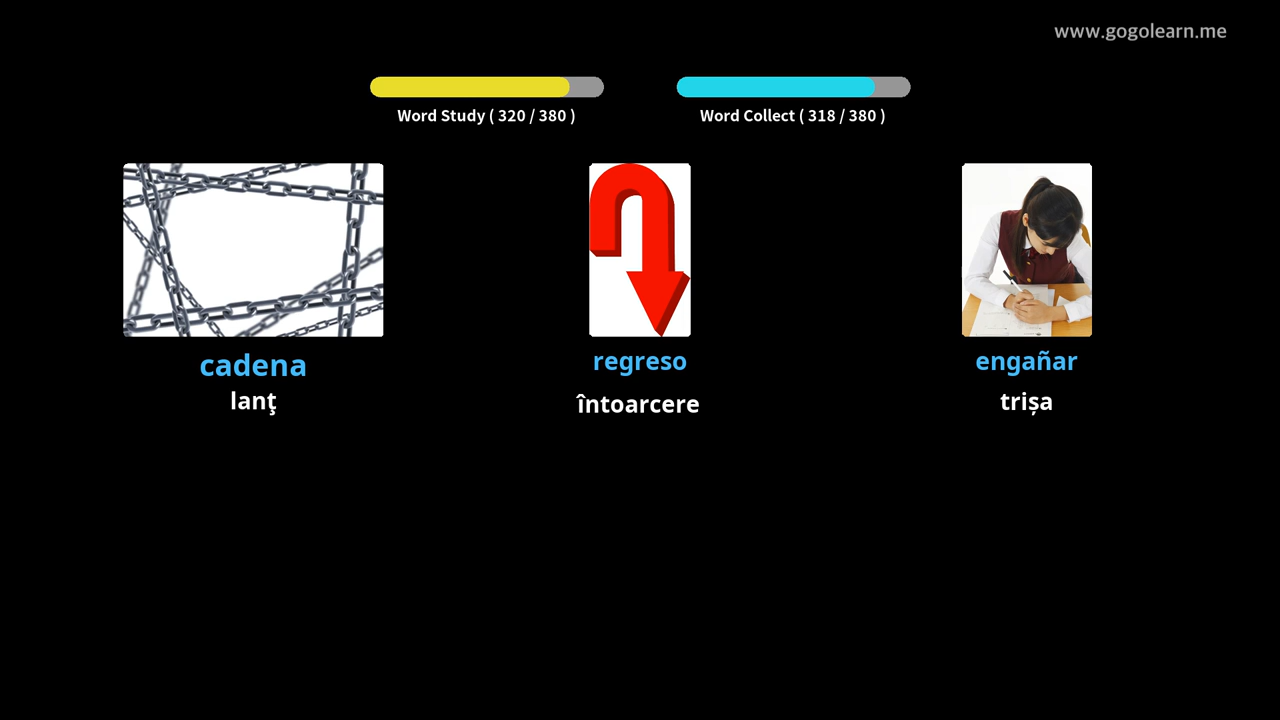 www.gogolearn.me
Word Study ( 320 / 380 )
Word Collect ( 318 / 380 )
cadena
lanţ
regreso
întoarcere
engañar
trișa